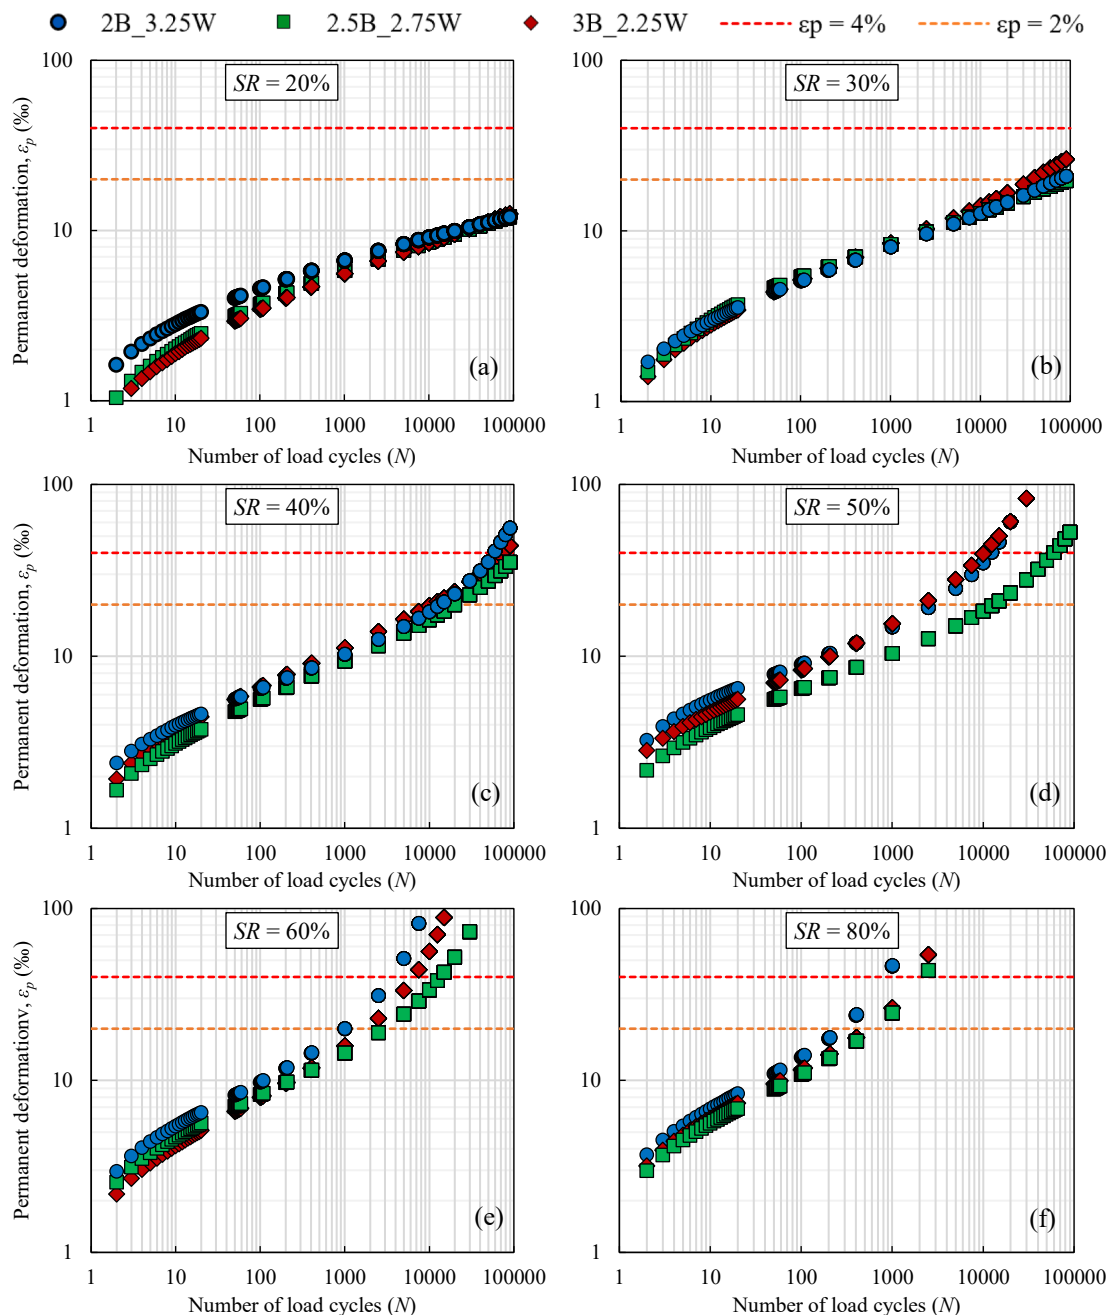 2B_3.25W 2.5B_2.75W 3B_2.25W εp = 4% εp = 2%
100
10
1
SR = 20%
(a)
1 10 100 1000 10000 100000
Number of load cycles (N)
Permanent deformation, εp (‰)
100
10
1
SR = 30%
(b)
1 10 100 1000 10000 100000
Number of load cycles (N)
100
10
1
SR = 40%
(c)
1 10 100 1000 10000 100000
Number of load cycles (N)
Permanent deformation, εp (‰)
100
10
1
SR = 50%
(d)
1 10 100 1000 10000 100000
Number of load cycles (N)
100
10
1
SR = 60%
(e)
1 10 100 1000 10000 100000
Number of load cycles (N)
Permanent deformationv, εp (‰)
100
10
1
SR = 80%
(f)
1 10 100 1000 10000 100000
Number of load cycles (N)